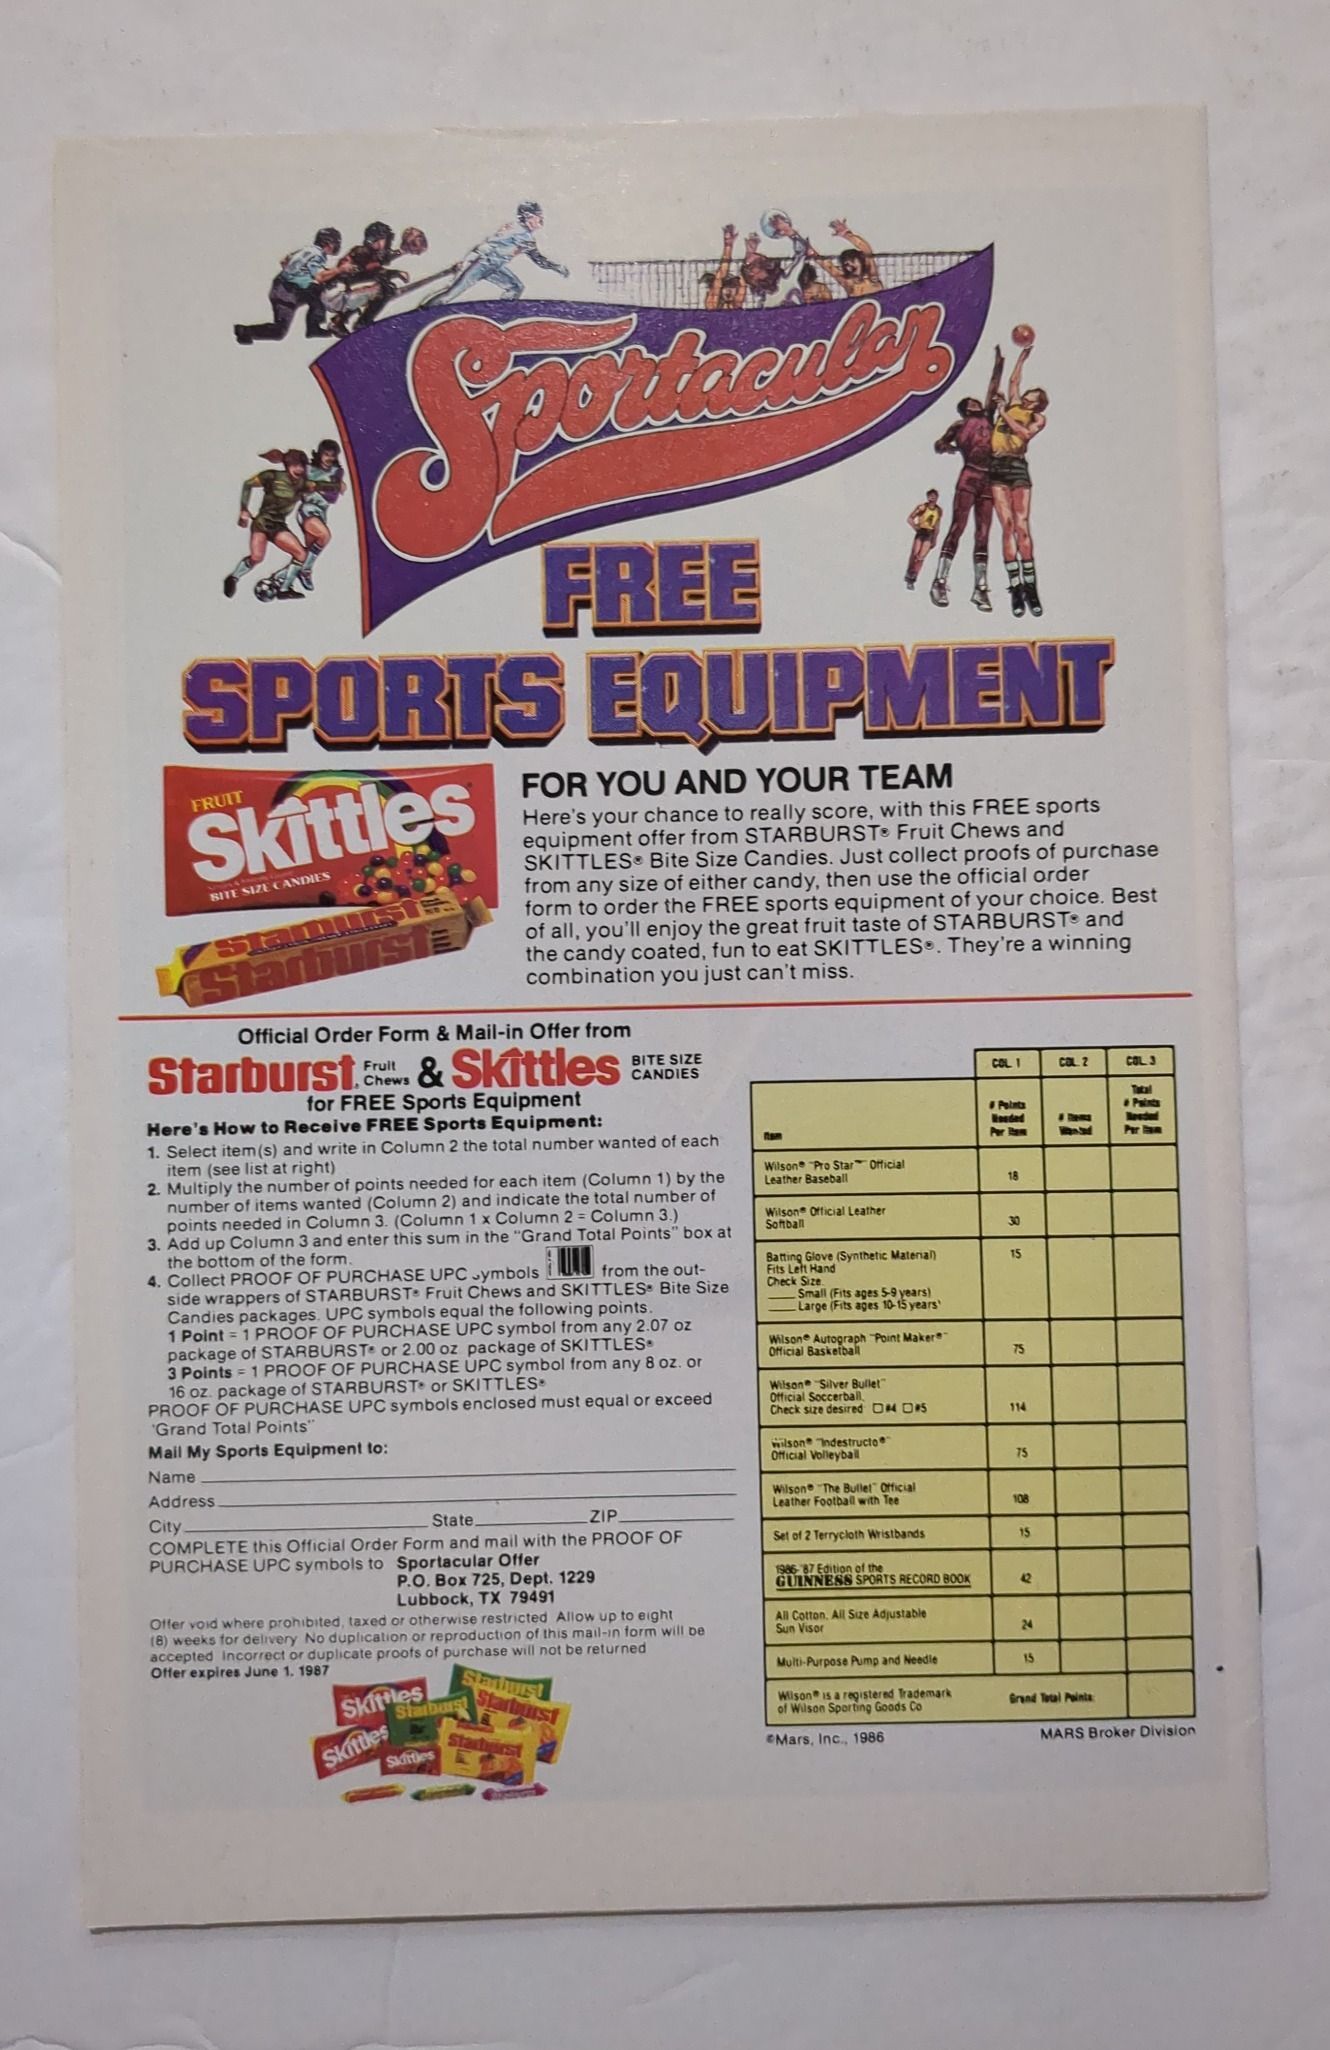 Sportacular
FREE
SPORTS EQUIPMENT
FRUIT
Skittles
BITE SIZE CANDIES
Starburst
Starburst
FOR YOU AND YOUR TEAM
Here's your chance to really score, with this FREE sports
equipment offer from STARBURST® Fruit Chews and
SKITTLES® Bite Size Candies. Just collect proofs of purchase
from any size of either candy, then use the official order
form to order the FREE sports equipment of your choice. Best
of all, you'll enjoy the great fruit taste of STARBURST® and
the candy coated, fun to eat SKITTLES®. They're a winning
combination you just can't miss.
Official Order Form & Mail-in Offer from
Starburst Fruit Chews & Skittles BITE SIZE CANDIES
for FREE Sports Equipment
Here's How to Receive FREE Sports Equipment:
1. Select item(s) and write in Column 2 the total number wanted of each
item (see list at right)
2. Multiply the number of points needed for each item (Column 1) by the
number of items wanted (Column 2) and indicate the total number of
points needed in Column 3. (Column 1 x Column 2 = Column 3.)
3. Add up Column 3 and enter this sum in the "Grand Total Points" box at
the bottom of the form.
4. Collect PROOF OF PURCHASE UPC symbols from the out-
side wrappers of STARBURST® Fruit Chews and SKITTLES® Bite Size
Candies packages. UPC symbols equal the following points.
1 Point = 1 PROOF OF PURCHASE UPC symbol from any 2.07 oz
package of STARBURST® or 2.00 oz package of SKITTLES®
3 Points = 1 PROOF OF PURCHASE UPC symbol from any 8 oz. or
16 oz. package of STARBURST® or SKITTLES®
PROOF OF PURCHASE UPC symbols enclosed must equal or exceed
"Grand Total Points"
Mail My Sports Equipment to:
Name
Address
City State ZIP
COMPLETE this Official Order Form and mail with the PROOF OF
PURCHASE UPC symbols to Sportacular Offer
P.O. Box 725, Dept. 1229
Lubbock, TX 79491
Offer void where prohibited, taxed or otherwise restricted Allow up to eight
(8) weeks for delivery No duplication or reproduction of this mail-in form will be
accepted Incorrect or duplicate proofs of purchase will not be returned
Offer expires June 1, 1987
Skittles
Starburst
Starburst
Starburst
Skittles
Skittles
Starburst
COL. 1 COL. 2 COL. 3
Item
# Points
Needed
Per Item
# Items
Wanted
Total
# Points
Needed
Per Item
Wilson® "Pro Star™" Official
Leather Baseball 18
Wilson® Official Leather
Softball 30
Batting Glove (Synthetic Material) 15
Fits Left Hand
Check Size.
____ Small (Fits ages 5-9 years)
____ Large (Fits ages 10-15 years'
Wilson® Autograph "Point Maker®"
Official Basketball 75
Wilson® "Silver Bullet"
Official Soccerball,
Check size desired ☐#4 ☐#5 114
Wilson® "Indestructo®"
Official Volleyball 75
Wilson® "The Bullet" Official
Leather Football with Tee 108
Set of 2 Terrycloth Wristbands 15
1986-'87 Edition of the
GUINNESS SPORTS RECORD BOOK 42
All Cotton, All Size Adjustable
Sun Visor 24
Multi-Purpose Pump and Needle 15
Wilson® is a registered Trademark
of Wilson Sporting Goods Co
Grand Total Points:
©Mars, Inc., 1986
MARS Broker Division